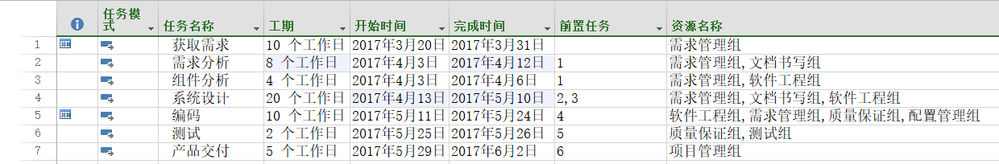 任务模式 任务名称 工期 开始时间 完成时间 前置任务 资源名称
1 获取需求 10 个工作日 2017年3月20日 2017年3月31日 需求管理组
2 需求分析 8 个工作日 2017年4月3日 2017年4月12日 1 需求管理组,文档书写组
3 组件分析 4 个工作日 2017年4月3日 2017年4月6日 1 需求管理组,软件工程组
4 系统设计 20 个工作日 2017年4月13日 2017年5月10日 2,3 需求管理组,文档书写组,软件工程组
5 编码 10 个工作日 2017年5月11日 2017年5月24日 4 软件工程组,需求管理组,质量保证组,配置管理组
6 测试 2 个工作日 2017年5月25日 2017年5月26日 5 质量保证组,测试组
7 产品交付 5 个工作日 2017年5月29日 2017年6月2日 6 项目管理组